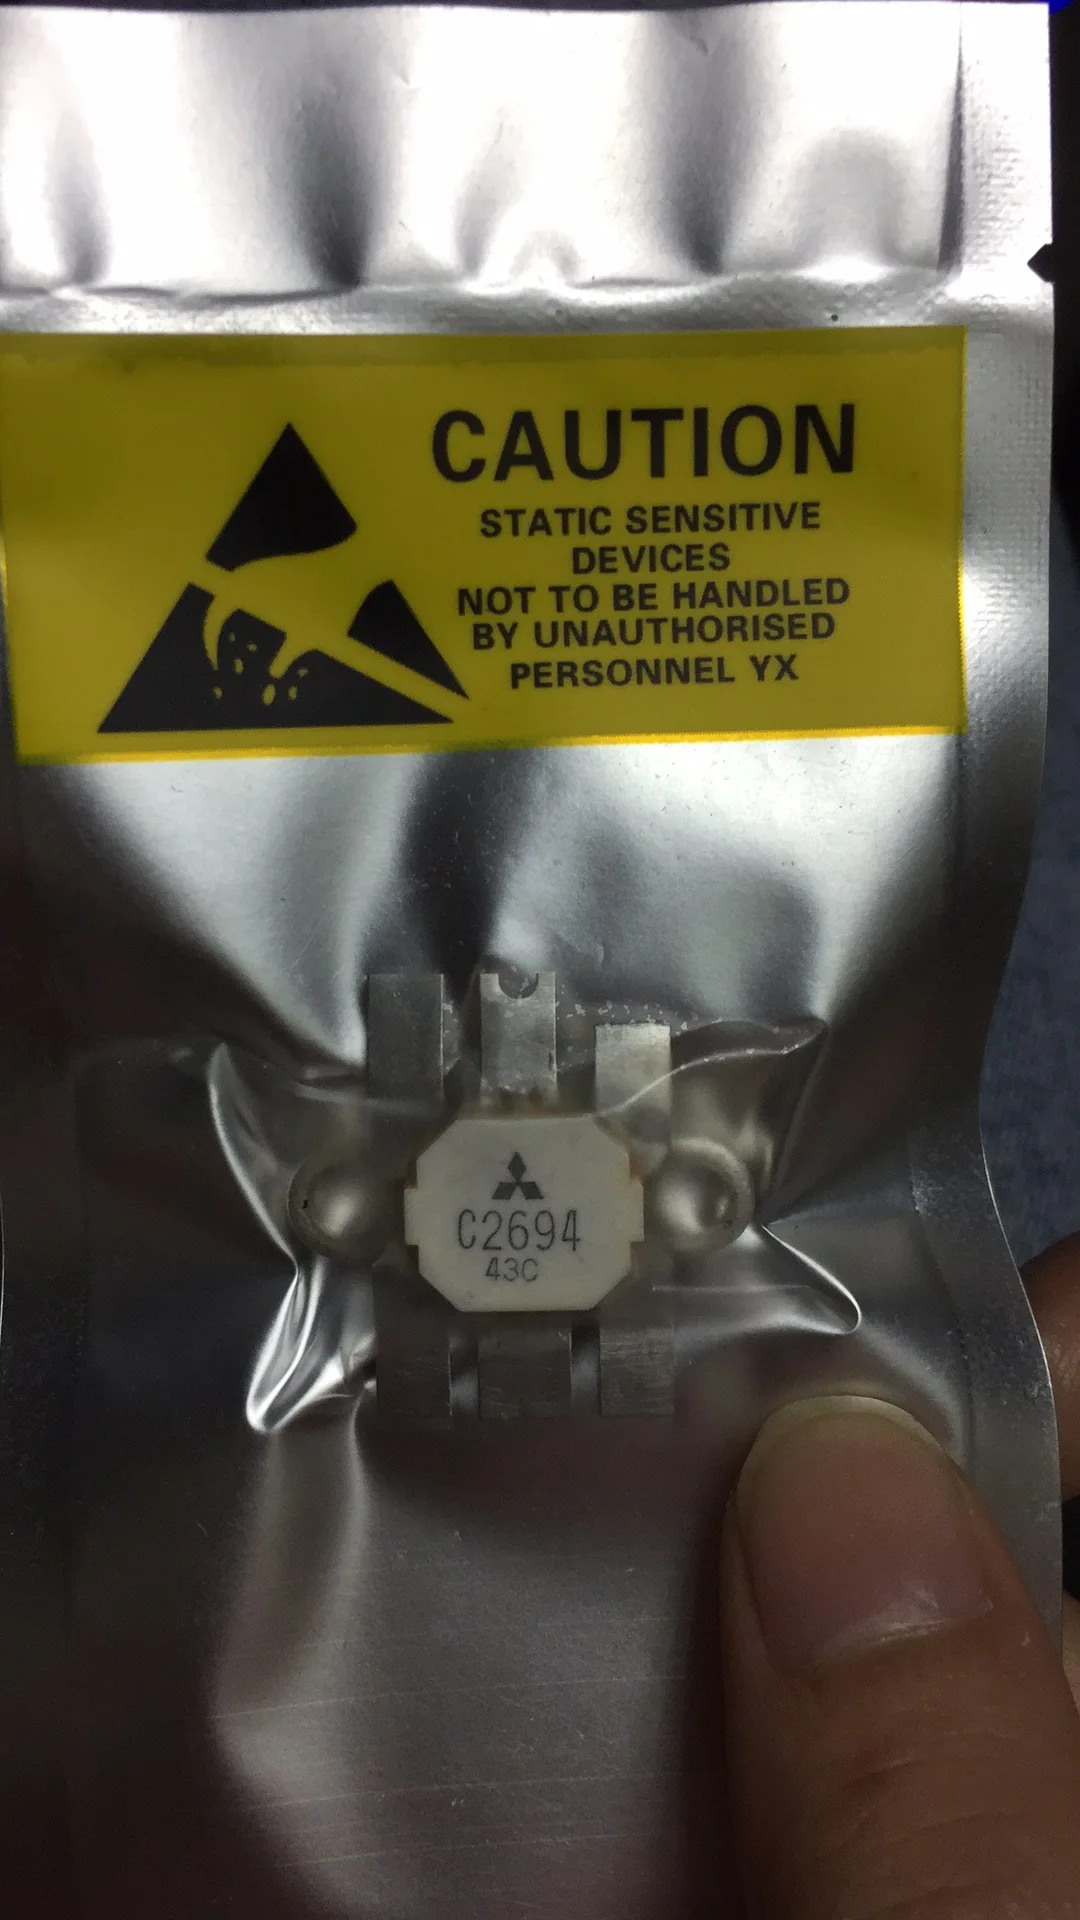 CAUTION
STATIC SENSITIVE
DEVICES
NOT TO BE HANDLED
BY UNAUTHORISED
PERSONNEL YX
C2694
43C